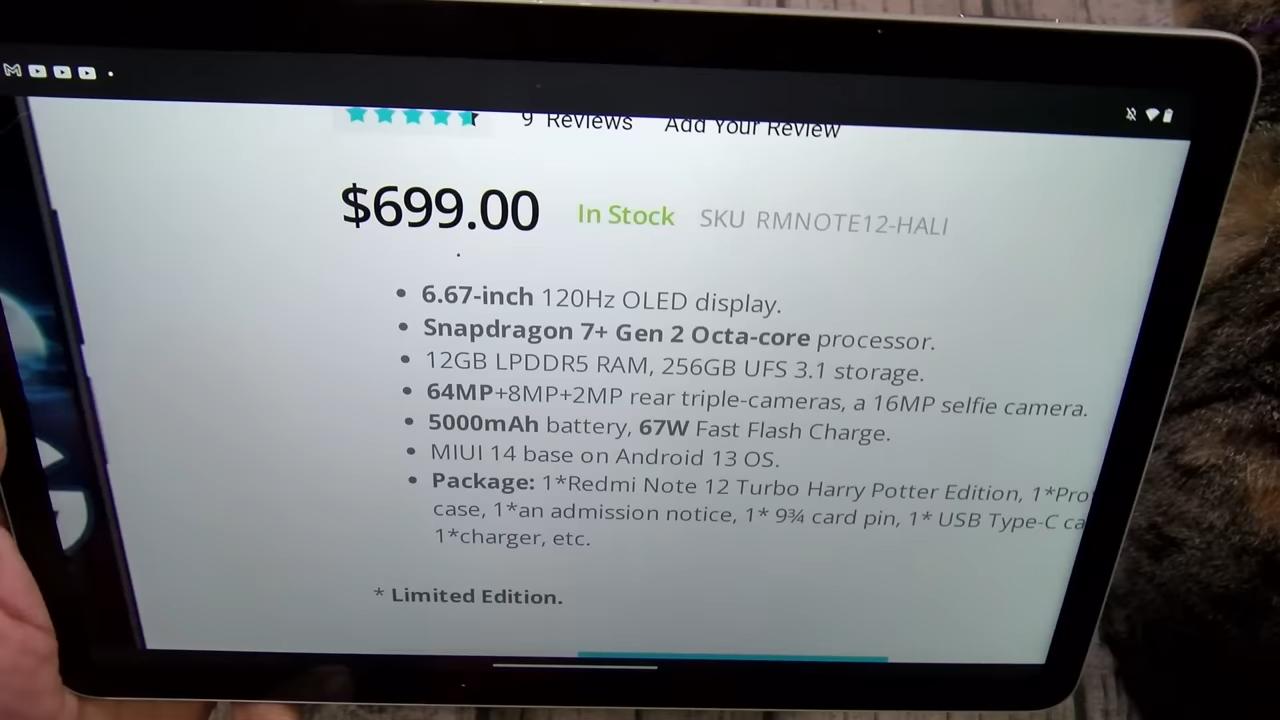 9 Reviews Add Your Review
$699.00 In Stock SKU RMNOTE12-HALI
• 6.67-inch 120Hz OLED display.
• Snapdragon 7+ Gen 2 Octa-core processor.
• 12GB LPDDR5 RAM, 256GB UFS 3.1 storage.
• 64MP+8MP+2MP rear triple-cameras, a 16MP selfie camera.
• 5000mAh battery, 67W Fast Flash Charge.
• MIUI 14 base on Android 13 OS.
• Package: 1*Redmi Note 12 Turbo Harry Potter Edition, 1*Pro
case, 1*an admission notice, 1* 9¾ card pin, 1* USB Type-C ca
1*charger, etc.
* Limited Edition.